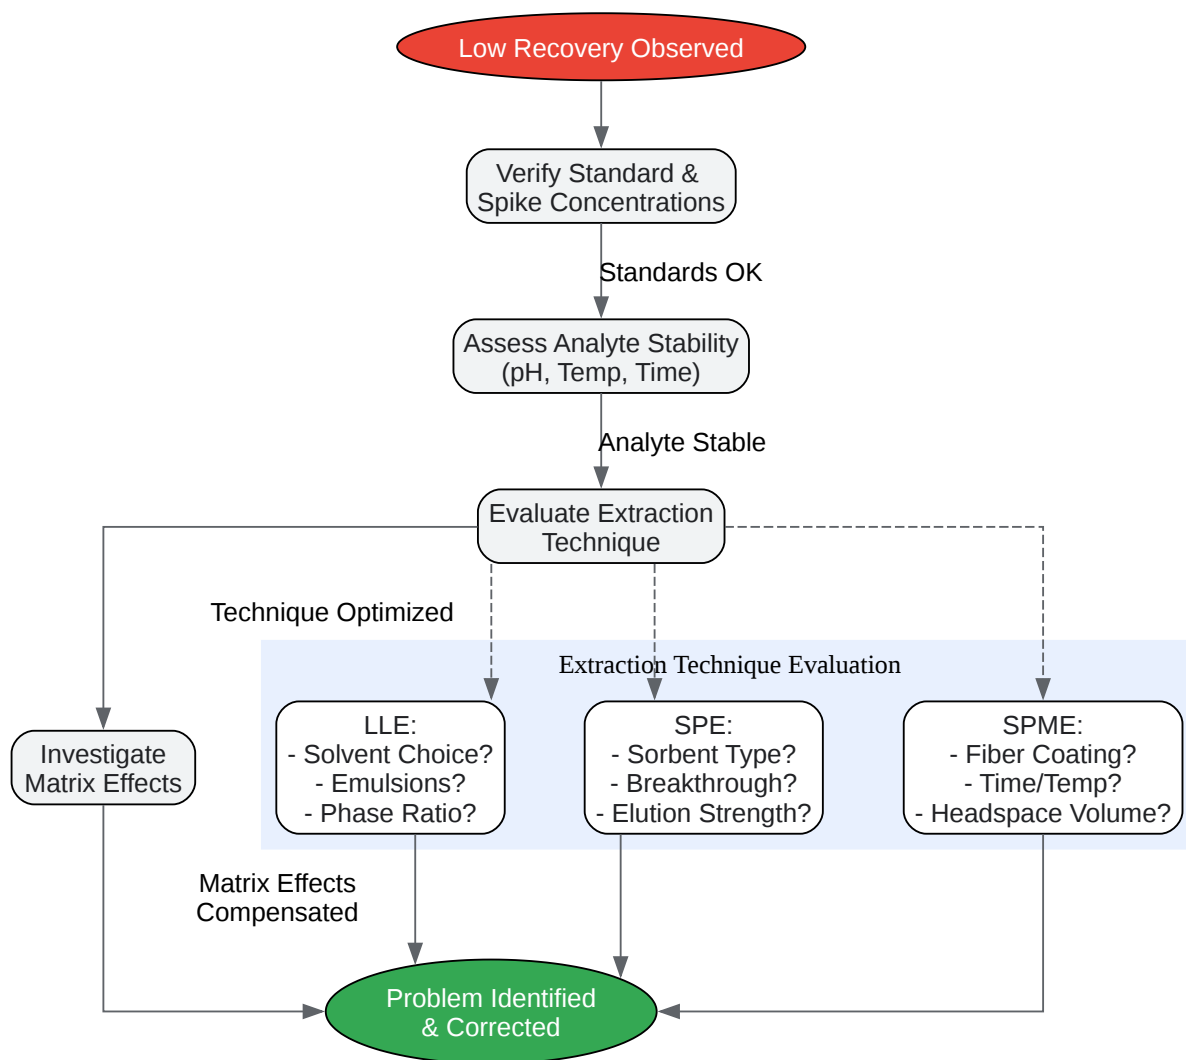 Low Recovery Observed
Verify Standard &
Spike Concentrations
Standards OK
Assess Analyte Stability
(pH, Temp, Time)
Analyte Stable
Evaluate Extraction
Technique
Technique Optimized
Extraction Technique Evaluation
Investigate
Matrix Effects
LLE:
- Solvent Choice?
- Emulsions?
- Phase Ratio?
SPE:
- Sorbent Type?
- Breakthrough?
- Elution Strength?
SPME:
- Fiber Coating?
- Time/Temp?
- Headspace Volume?
Matrix Effects
Compensated
Problem Identified
& Corrected